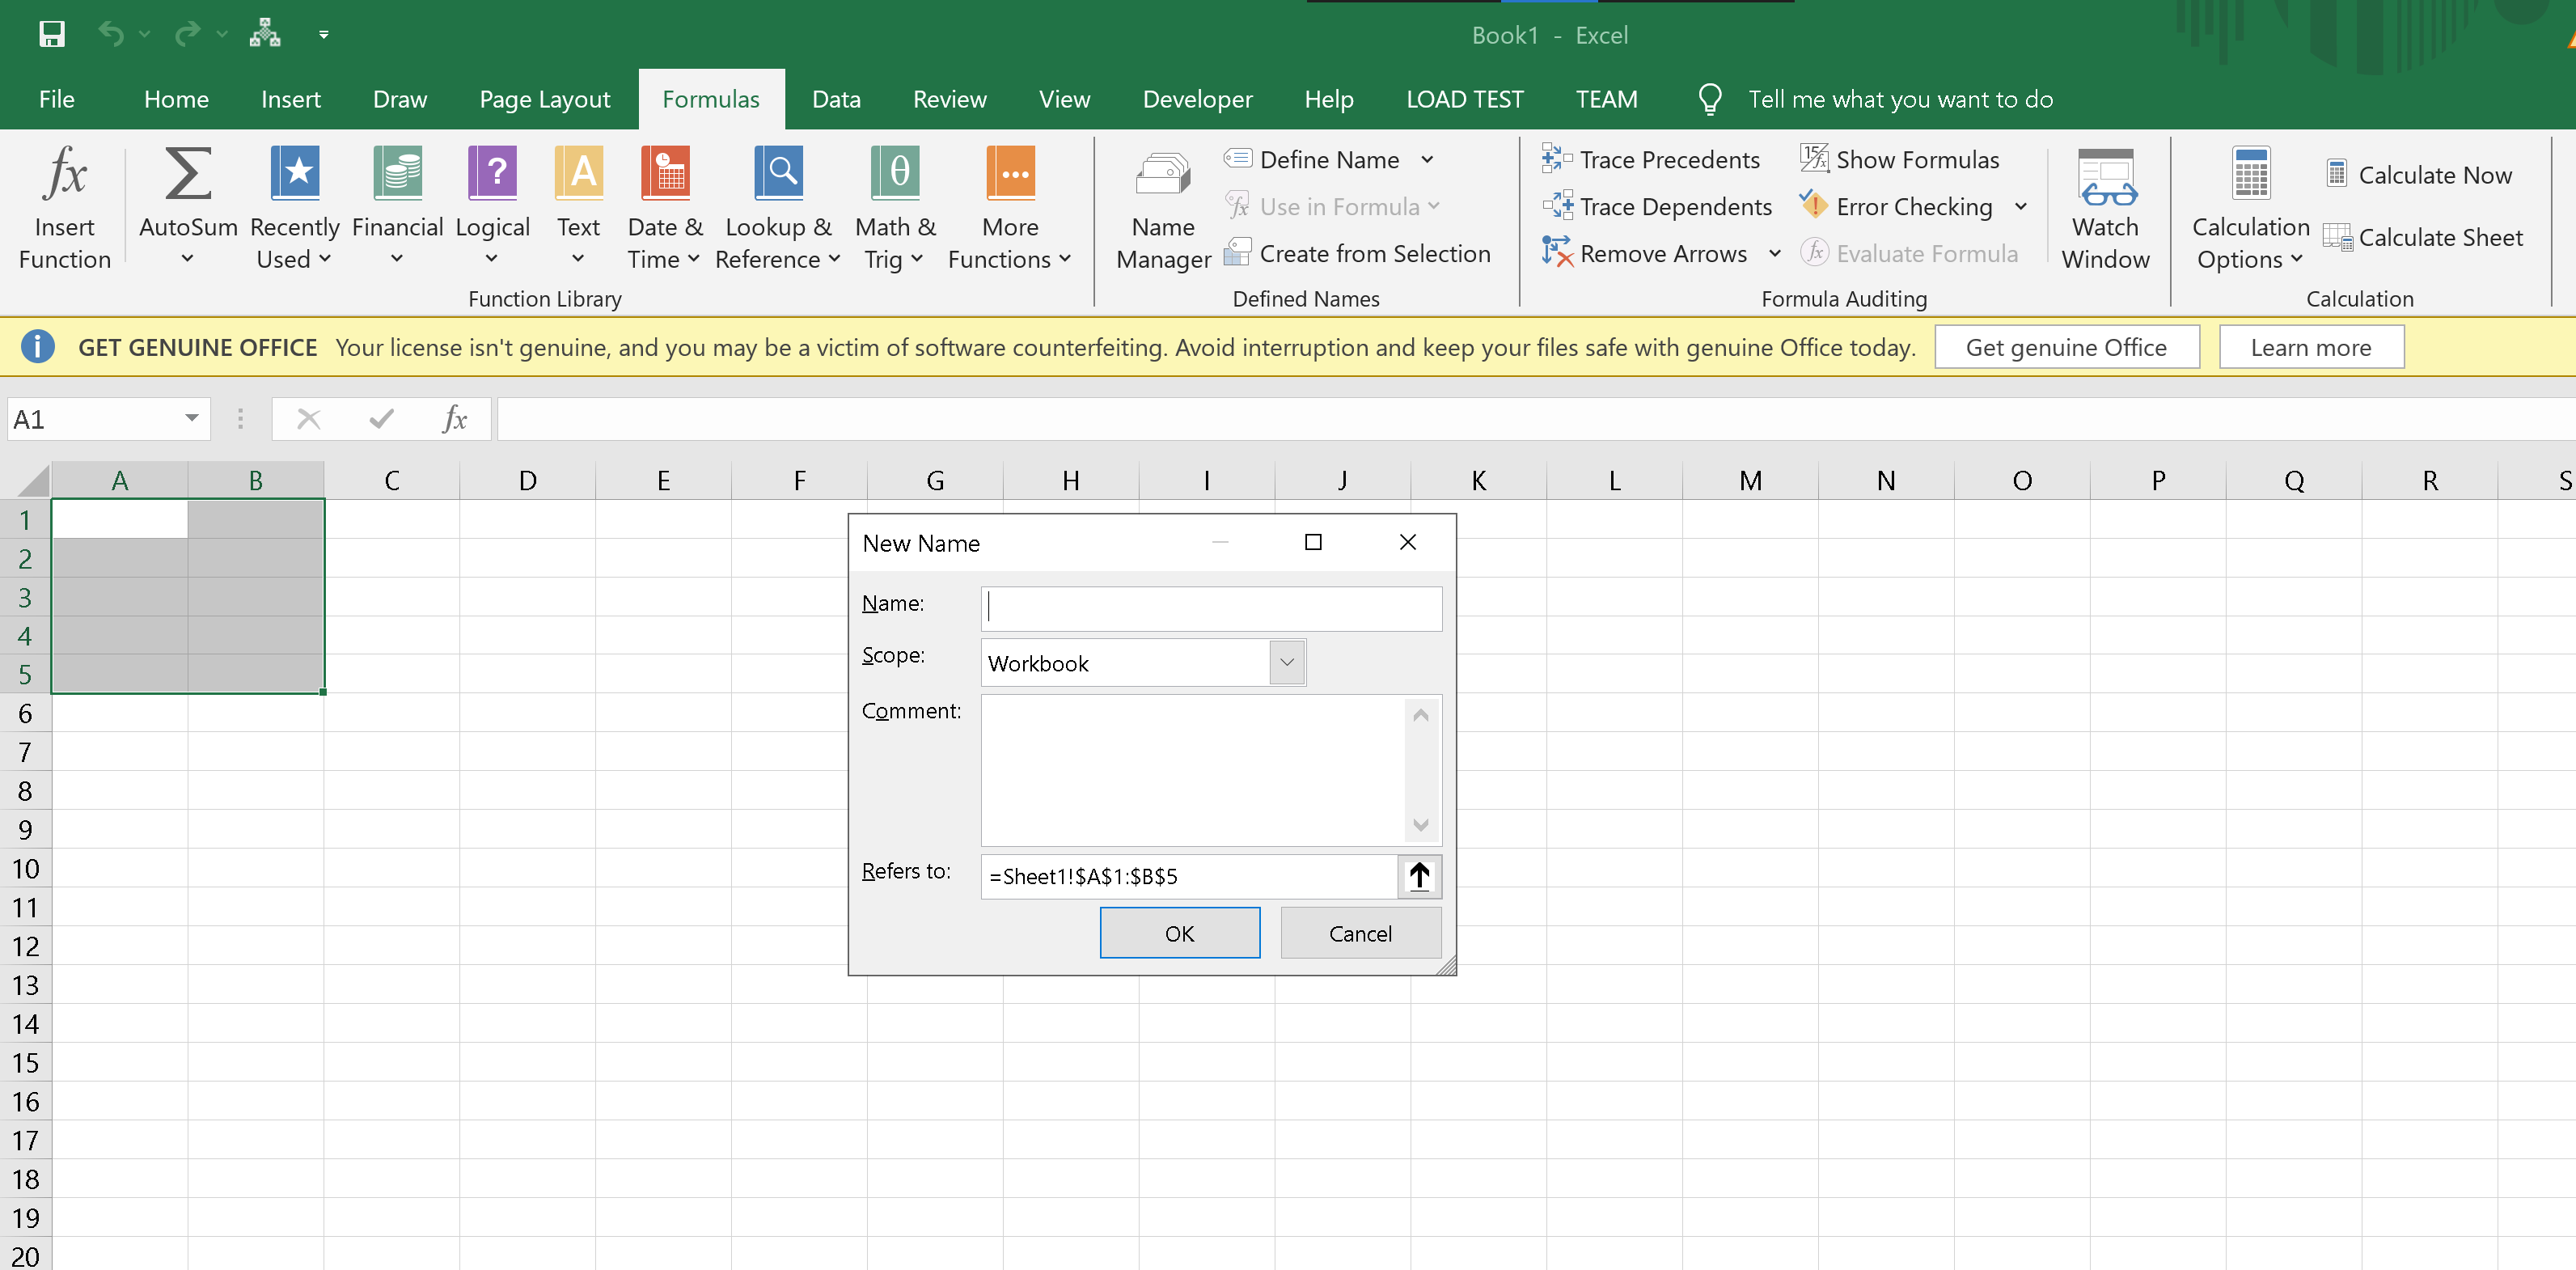 Book1 - Excel
File Home Insert Draw Page Layout Formulas Data Review View Developer Help LOAD TEST TEAM Tell me what you want to do
Insert Function
AutoSum
Recently Used
Financial
Logical
Text
Date & Time
Lookup & Reference
Math & Trig
More Functions
Function Library
Name Manager
Define Name
Use in Formula
Create from Selection
Defined Names
Trace Precedents
Trace Dependents
Remove Arrows
Show Formulas
Error Checking
Evaluate Formula
Formula Auditing
Watch Window
Calculation Options
Calculate Now
Calculate Sheet
Calculation
GET GENUINE OFFICE Your license isn't genuine, and you may be a victim of software counterfeiting. Avoid interruption and keep your files safe with genuine Office today. Get genuine Office Learn more
A1 fx
A B C D E F G H I J K L M N O P Q R S
1
2
3
4
5
6
7
8
9
10
11
12
13
14
15
16
17
18
19
20
New Name
Name:
Scope: Workbook
Comment:
Refers to: =Sheet1!$A$1:$B$5
OK Cancel